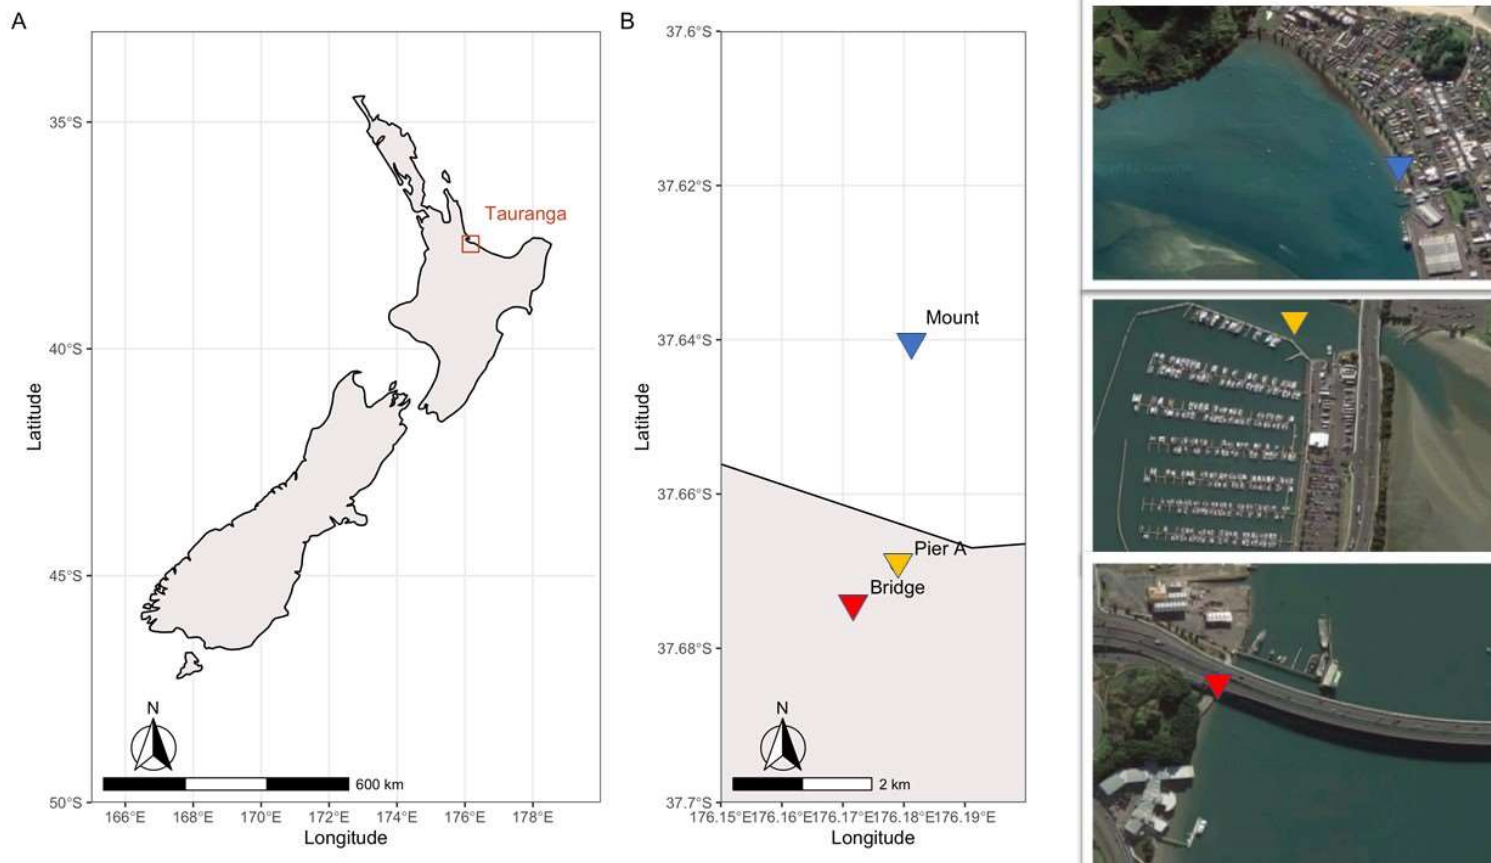 A
35°S
40°S
45°S
50°S
Latitude
Tauranga
N
600 km
166°E 168°E 170°E 172°E 174°E 176°E 178°E
Longitude
B
37.6°S
37.62°S
37.64°S
37.66°S
37.68°S
37.7°S
Latitude
Mount
Pier A
Bridge
N
2 km
176.15°E176.16°E176.17°E176.18°E176.19°E
Longitude